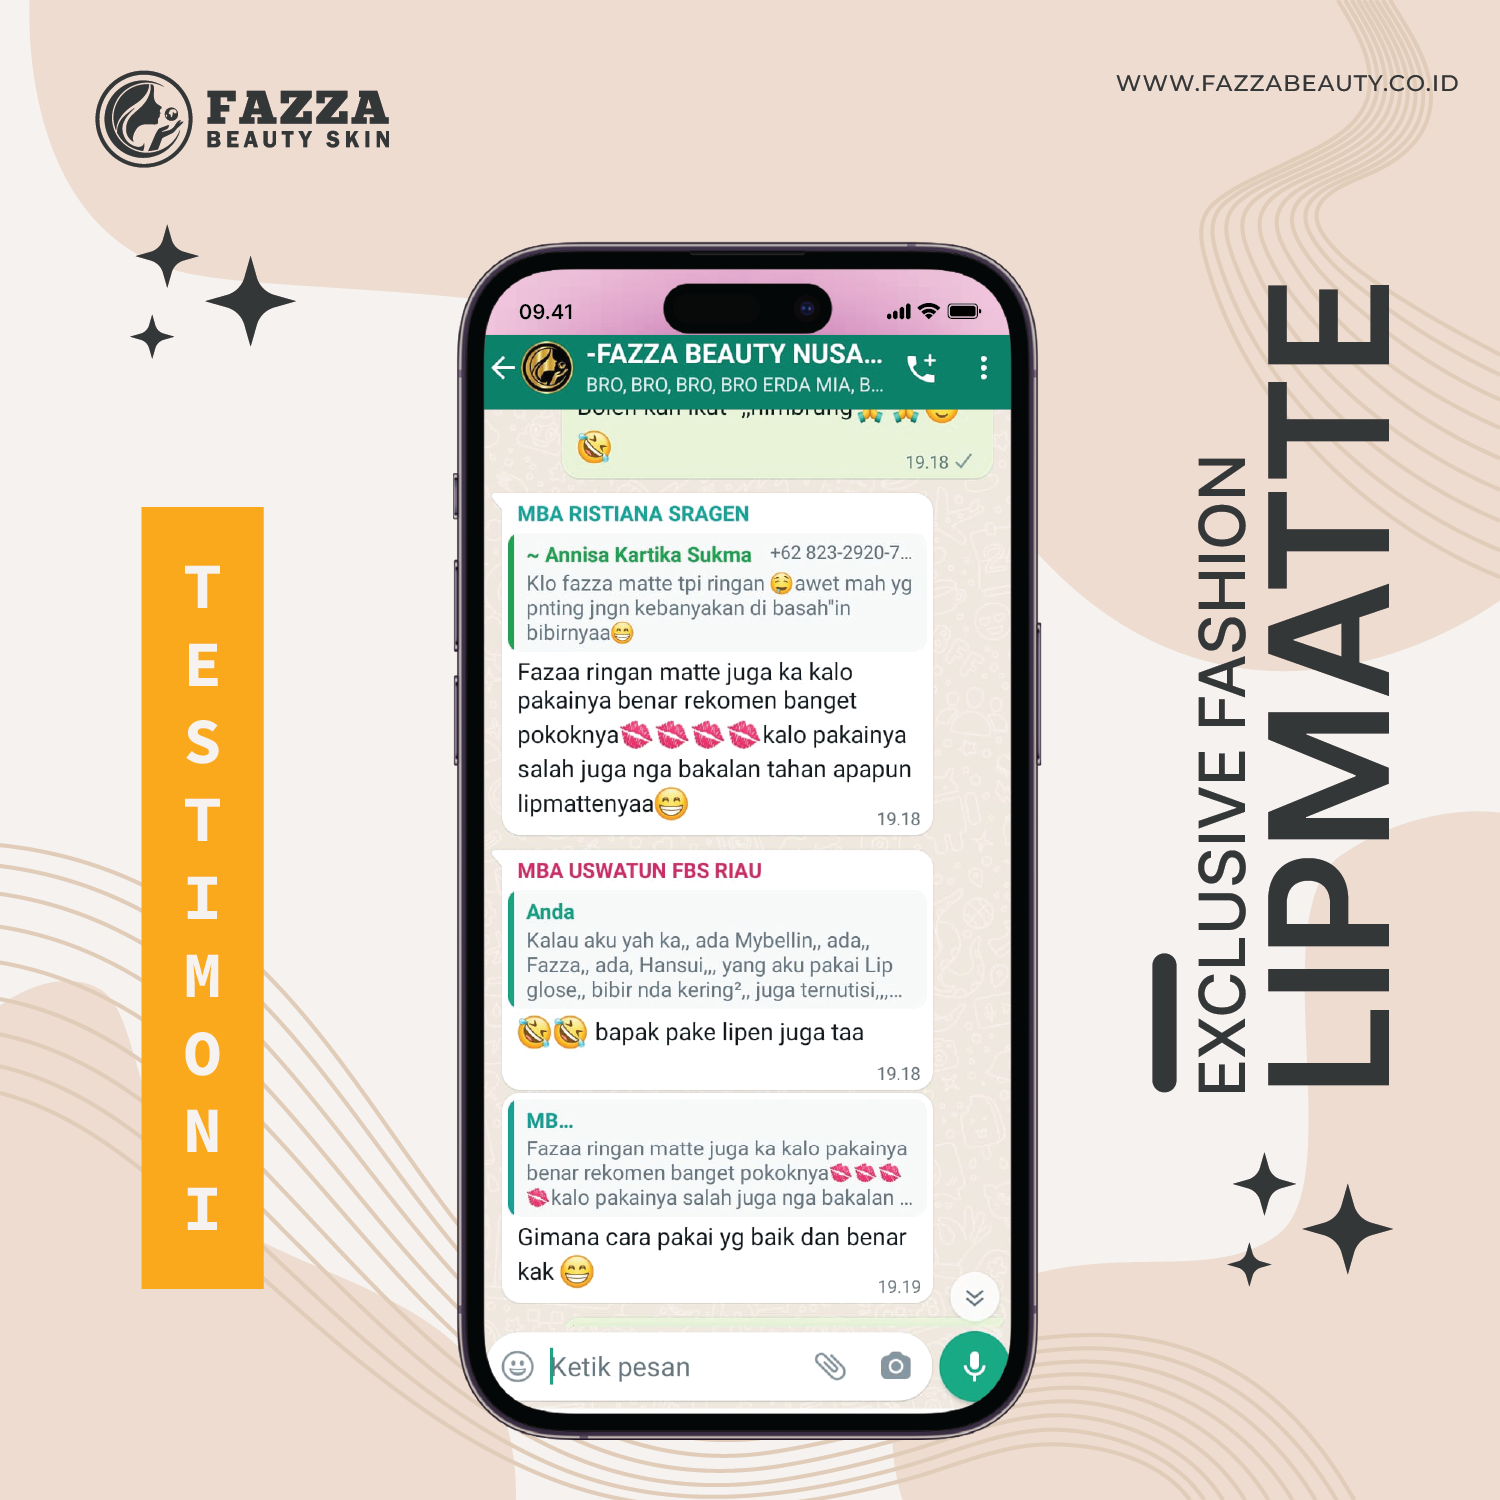 FAZZA
BEAUTY SKIN
WWW.FAZZABEAUTY.CO.ID
09.41
-FAZZA BEAUTY NUSA...
BRO, BRO, BRO, BRO ERDA MIA, B...
Boleh kan ikut ,,nimbrung🙏🙏😊
🤣
19.18
MBA RISTIANA SRAGEN
~ Annisa Kartika Sukma +62 823-2920-7...
Klo fazza matte tpi ringan 🤤awet mah yg
pnting jngn kebanyakan di basah"in
bibirnyaa😁
Fazaa ringan matte juga ka kalo
pakainya benar rekomen banget
pokoknya💋💋💋💋kalo pakainya
salah juga nga bakalan tahan apapun
lipmattenyaa😁
19.18
MBA USWATUN FBS RIAU
Anda
Kalau aku yah ka,, ada Mybellin,, ada,,
Fazza,, ada, Hansui,,, yang aku pakai Lip
glose,, bibir nda kering²,, juga ternutisi,,,...
🤣🤣 bapak pake lipen juga taa
19.18
MB...
Fazaa ringan matte juga ka kalo pakainya
benar rekomen banget pokoknya💋💋💋
💋kalo pakainya salah juga nga bakalan ...
Gimana cara pakai yg baik dan benar
kak 😁
19.19
Ketik pesan
TESTIMONI
EXCLUSIVE FASHION
LIPMATTE